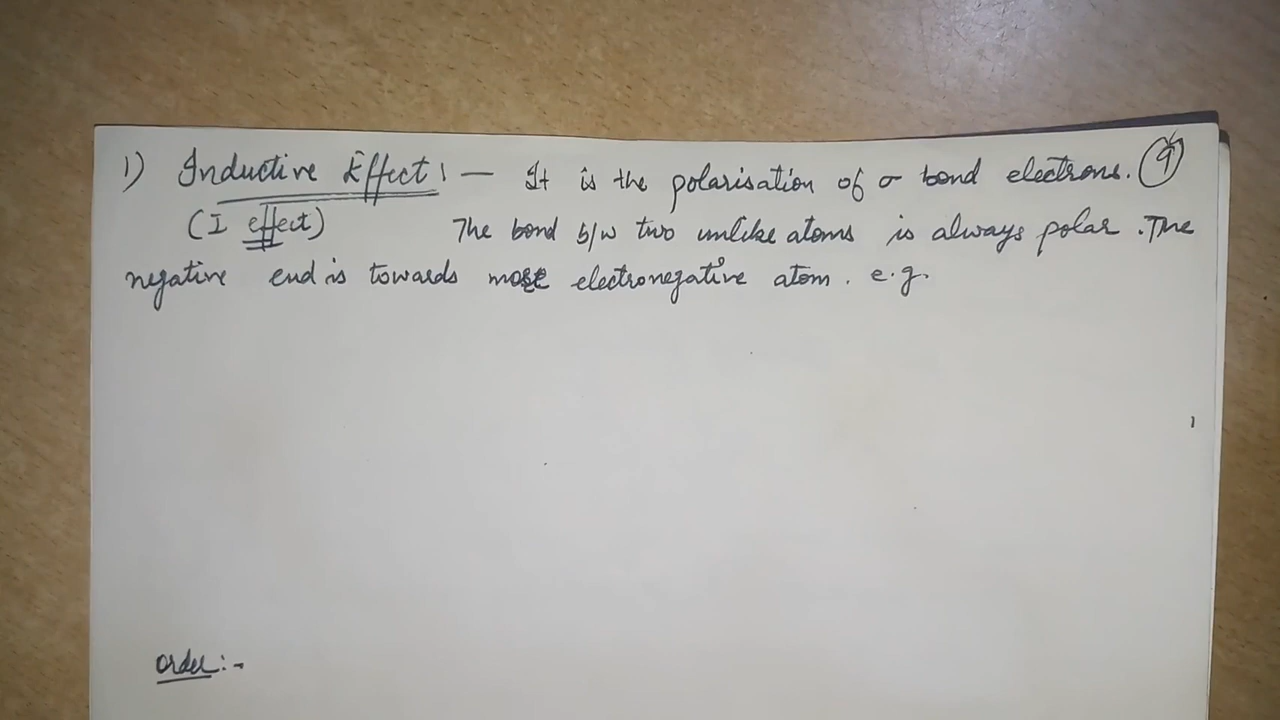 1) Inductive Effect :— It is the polarisation of σ bond electrons. 9
(I effect) The bond b/w two unlike atoms is always polar. The
negative end is towards more electronegative atom. e.g.
Order :-